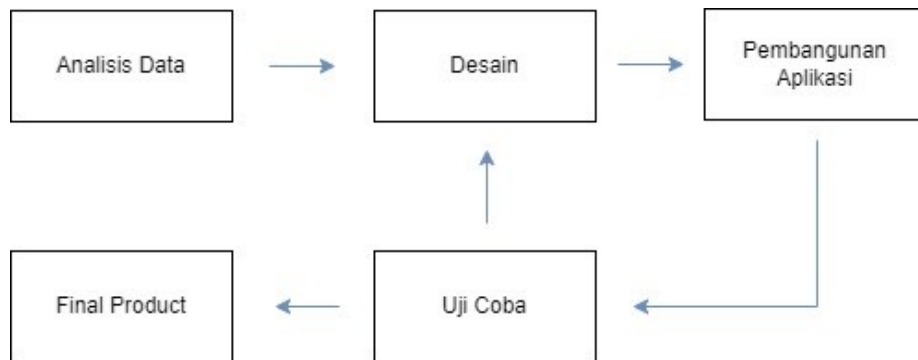 Analisis Data
Desain
Pembangunan
Aplikasi
Final Product
Uji Coba